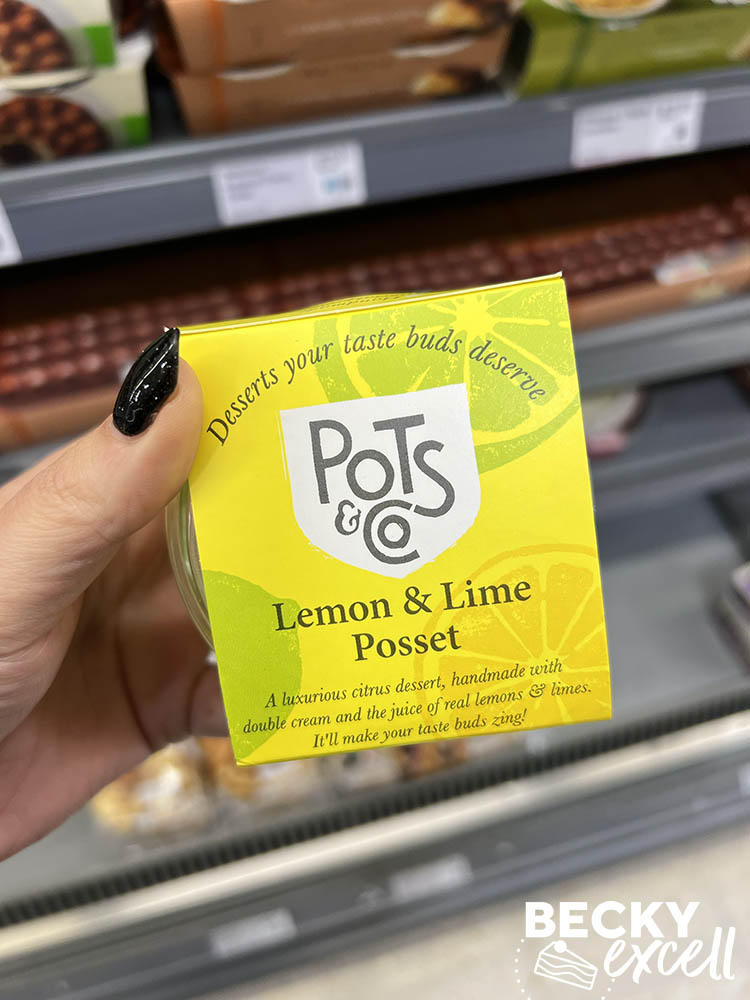 Desserts your taste buds deserve
POTS
& Co
Lemon & Lime
Posset
A luxurious citrus dessert, handmade with
double cream and the juice of real lemons & limes.
It'll make your taste buds zing!
BECKY
excell